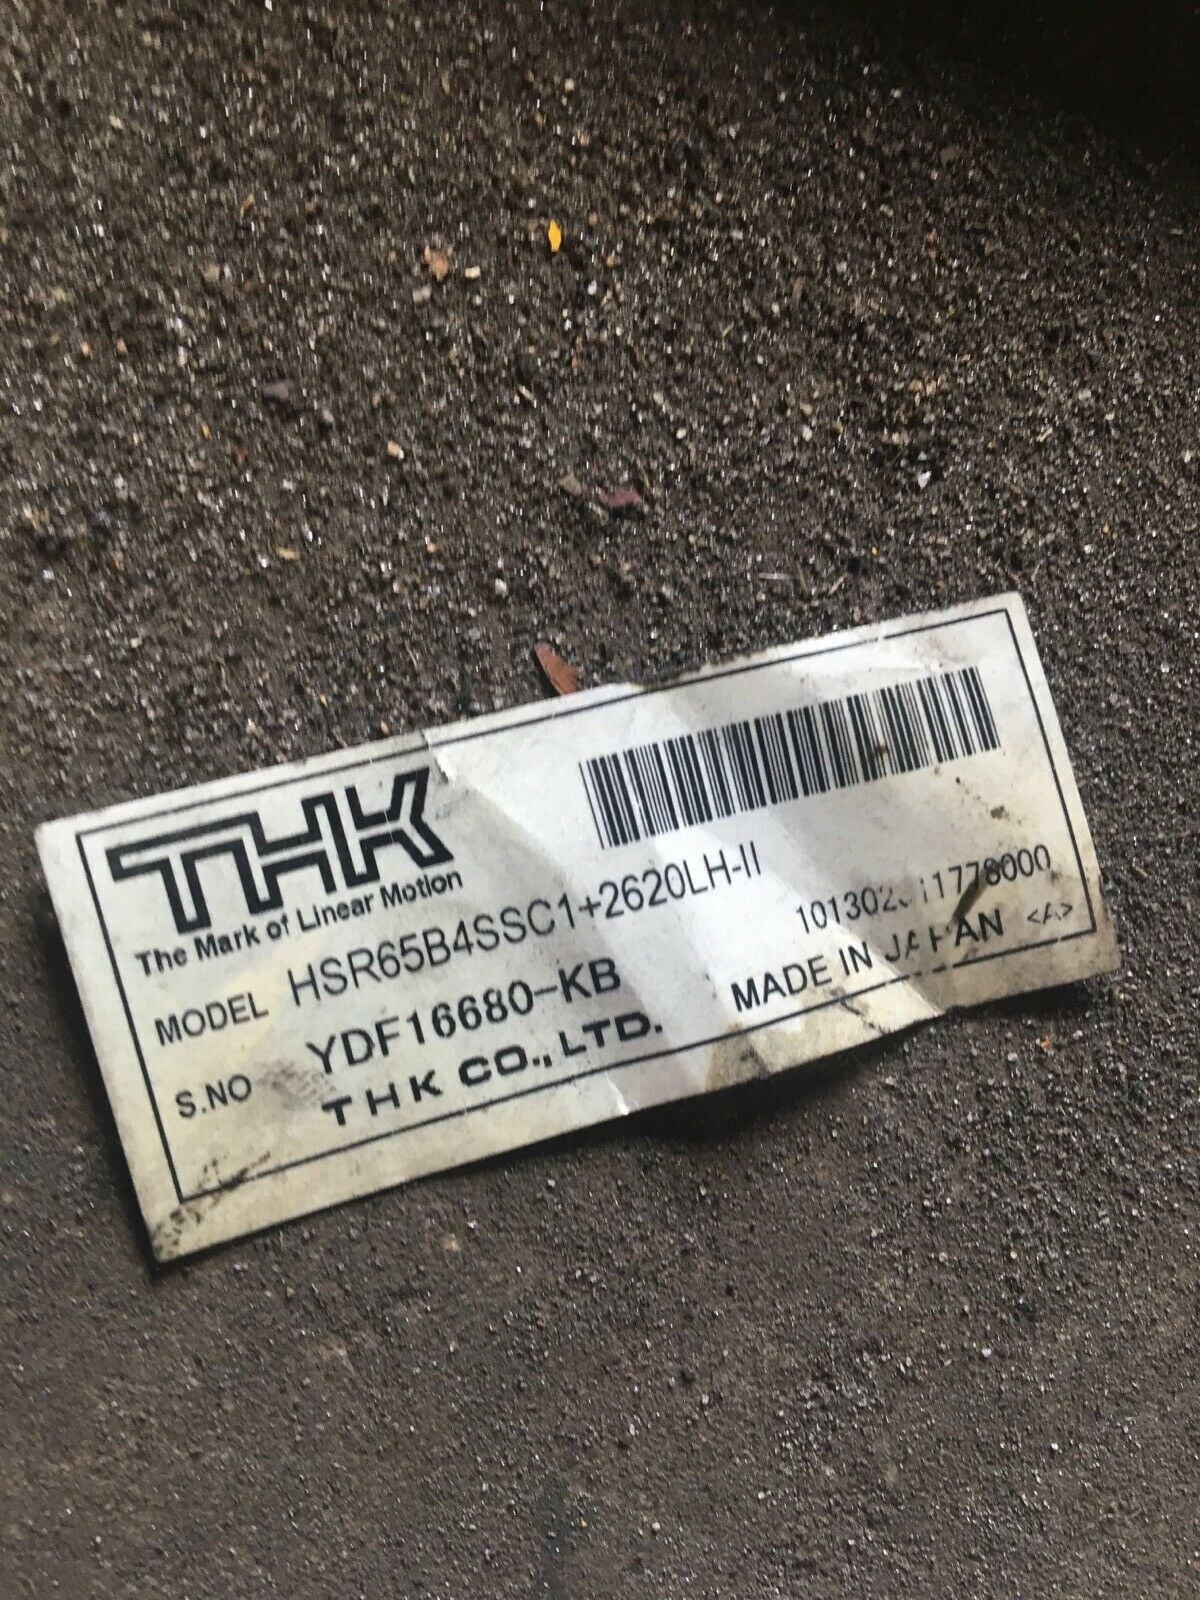 THK
The Mark of Linear Motion
MODEL HSR65B4SSC1+2620LH-II
S.NO YDF16680-KB
THK CO., LTD.
MADE IN JAPAN <A>